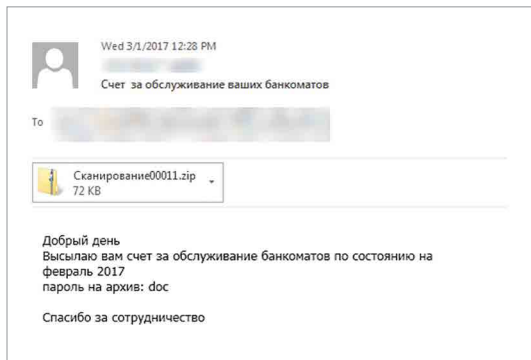 Wed 3/1/2017 12:28 PM
Счет за обслуживание ваших банкоматов
To
Сканирование00011.zip
72 KB
Добрый день
Высылаю вам счет за обслуживание банкоматов по состоянию на
февраль 2017
пароль на архив: doc
Спасибо за сотрудничество